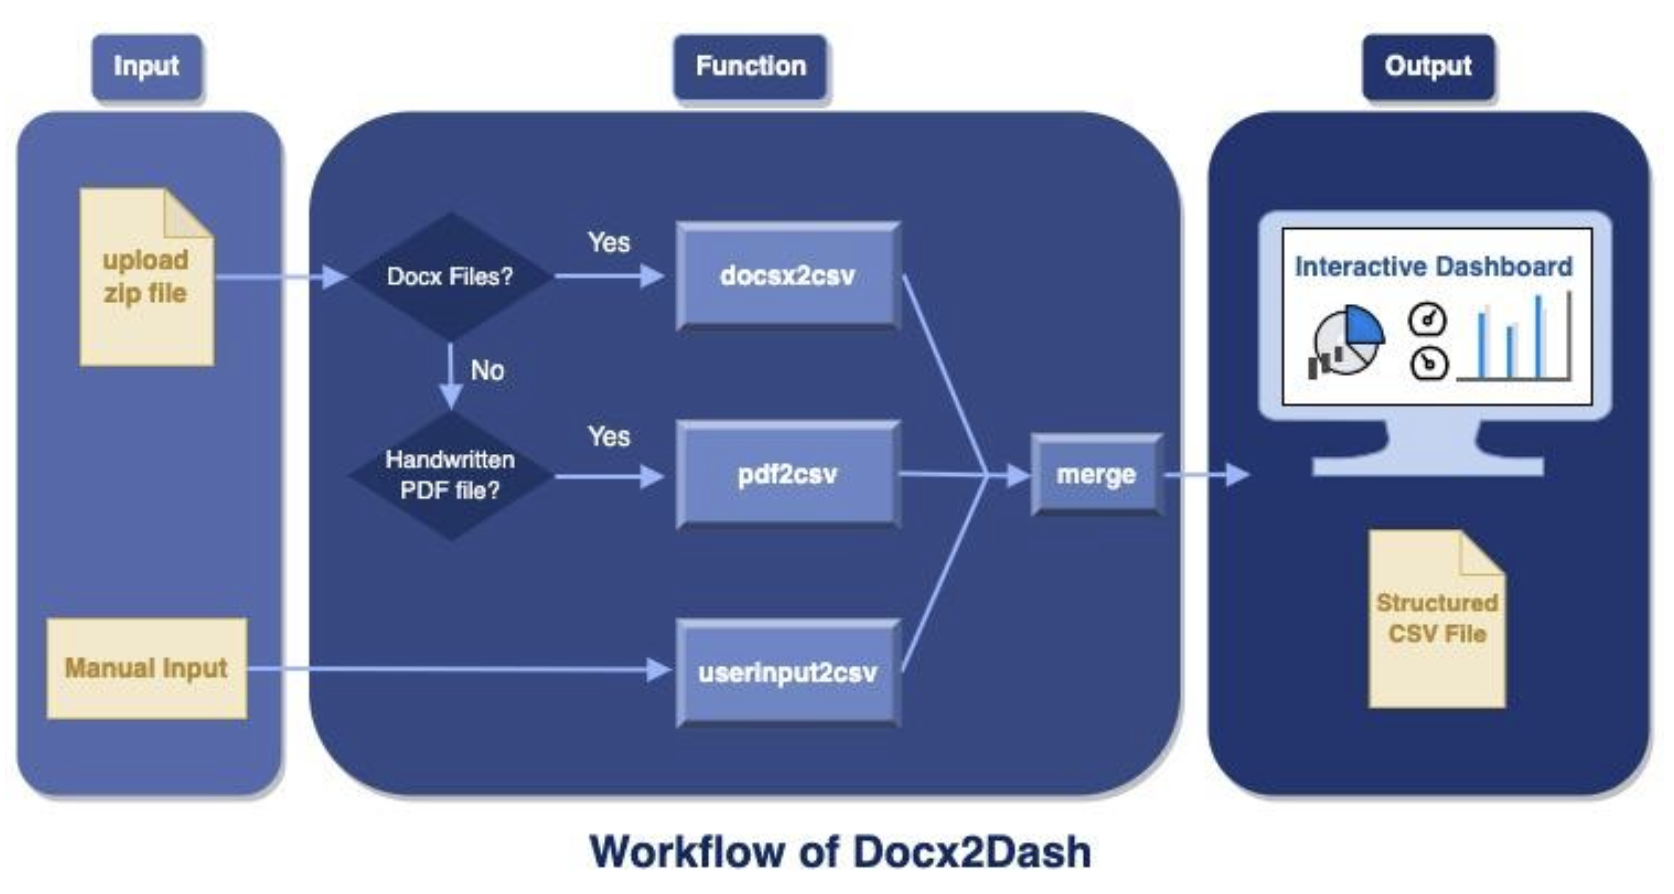 Input
Function
Output
upload
zip file
Docx Files?
Yes
docsx2csv
No
Handwritten
PDF file?
Yes
pdf2csv
merge
Manual Input
userInput2csv
Interactive Dashboard
Structured
CSV File
Workflow of Docx2Dash